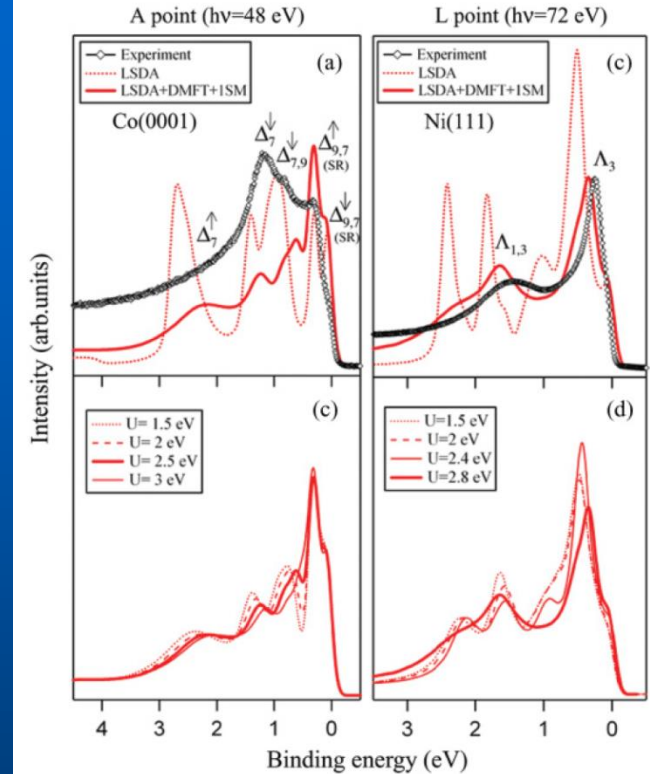 A point (hν=48 eV)
L point (hν=72 eV)
Experiment
LSDA
LSDA+DMFT+1SM
(a)
Co(0001)
Δ7↑
Δ7↓
Δ7,9↓
Δ9,7↑
(SR)
Δ9,7↓
(SR)
Experiment
LSDA
LSDA+DMFT+1SM
(c)
Ni(111)
Λ1,3
Λ3
Intensity (arb.units)
U= 1.5 eV
U= 2 eV
U= 2.5 eV
U= 3 eV
(c)
U=1.5 eV
U=2 eV
U=2.4 eV
U=2.8 eV
(d)
4 3 2 1 0
3 2 1 0
Binding energy (eV)